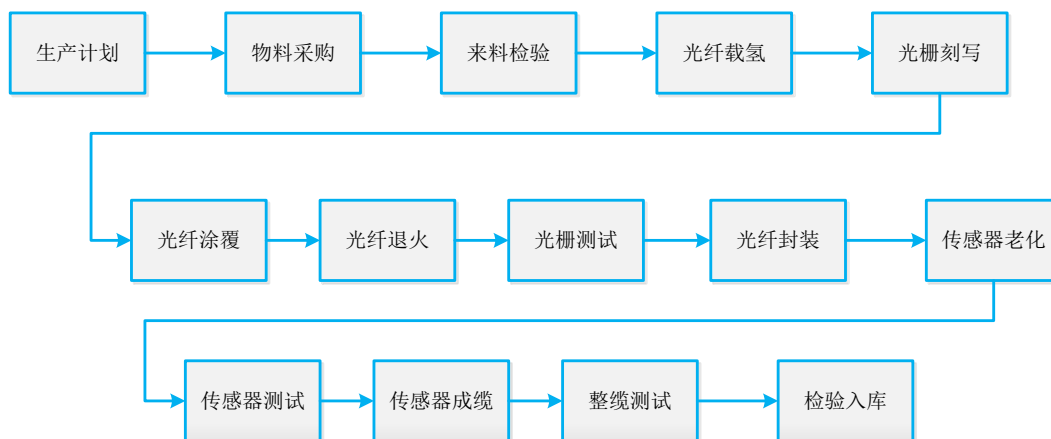 生产计划
物料采购
来料检验
光纤载氢
光栅刻写
光纤涂覆
光纤退火
光栅测试
光纤封装
传感器老化
传感器测试
传感器成缆
整缆测试
检验入库